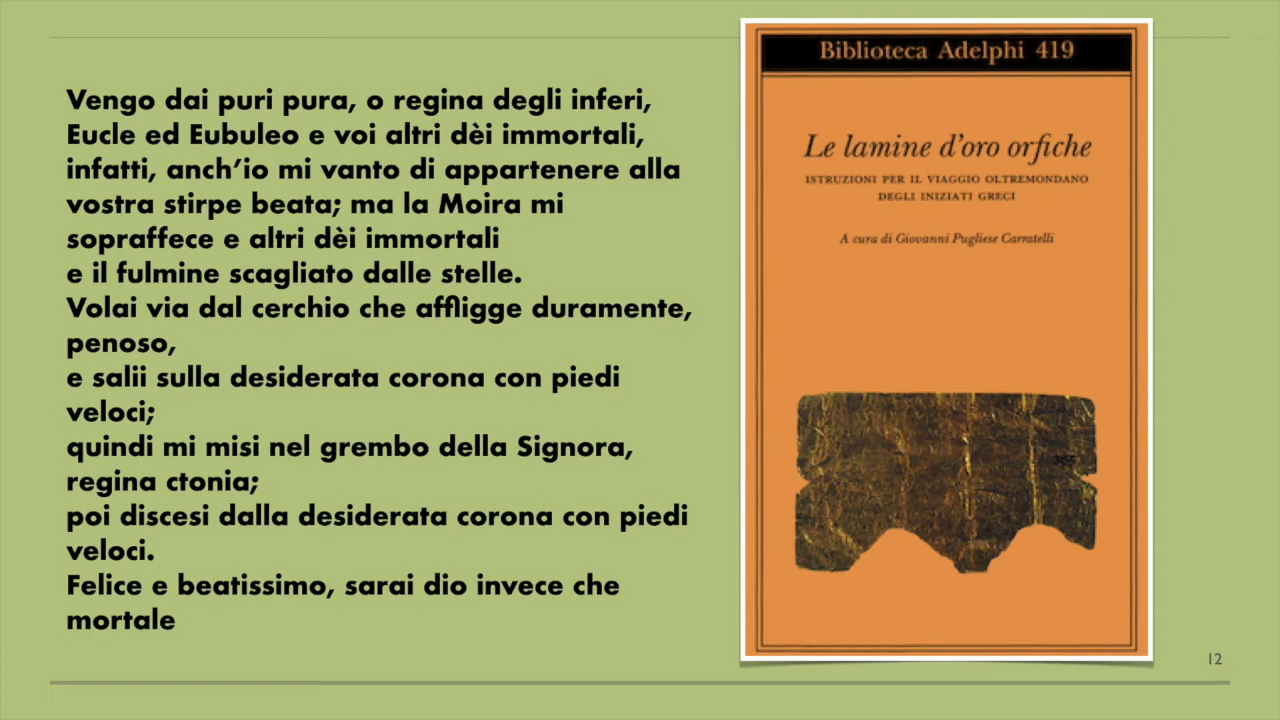 Vengo dai puri pura, o regina degli inferi,
Eucle ed Eubuleo e voi altri dèi immortali,
infatti, anch’io mi vanto di appartenere alla
vostra stirpe beata; ma la Moira mi
sopraffece e altri dèi immortali
e il fulmine scagliato dalle stelle.
Volai via dal cerchio che affligge duramente,
penoso,
e salii sulla desiderata corona con piedi
veloci;
quindi mi misi nel grembo della Signora,
regina ctonia;
poi discesi dalla desiderata corona con piedi
veloci.
Felice e beatissimo, sarai dio invece che
mortale
Biblioteca Adelphi 419
Le lamine d’oro orfiche
ISTRUZIONI PER IL VIAGGIO OLTREMONDANO
DEGLI INIZIATI GRECI
A cura di Giovanni Pugliese Carratelli
12